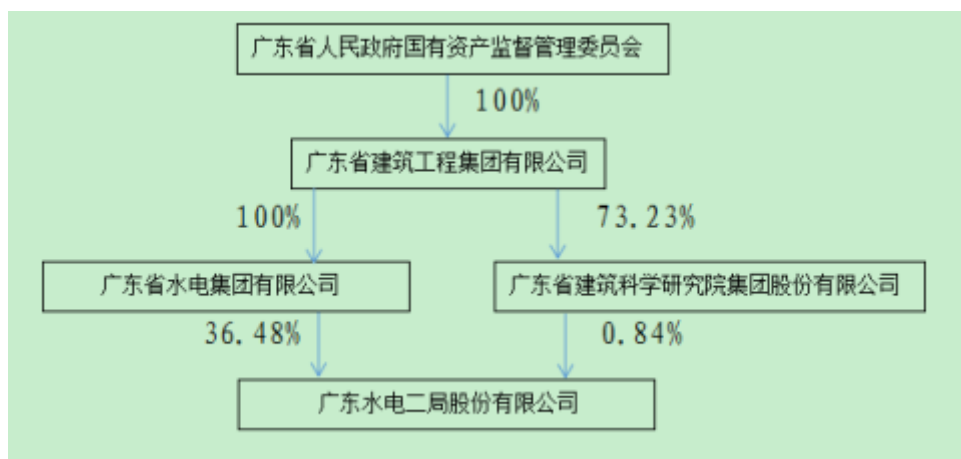 广东省人民政府国有资产监督管理委员会
100%
广东省建筑工程集团有限公司
100%
73.23%
广东省水电集团有限公司
广东省建筑科学研究院集团股份有限公司
36.48%
0.84%
广东水电二局股份有限公司